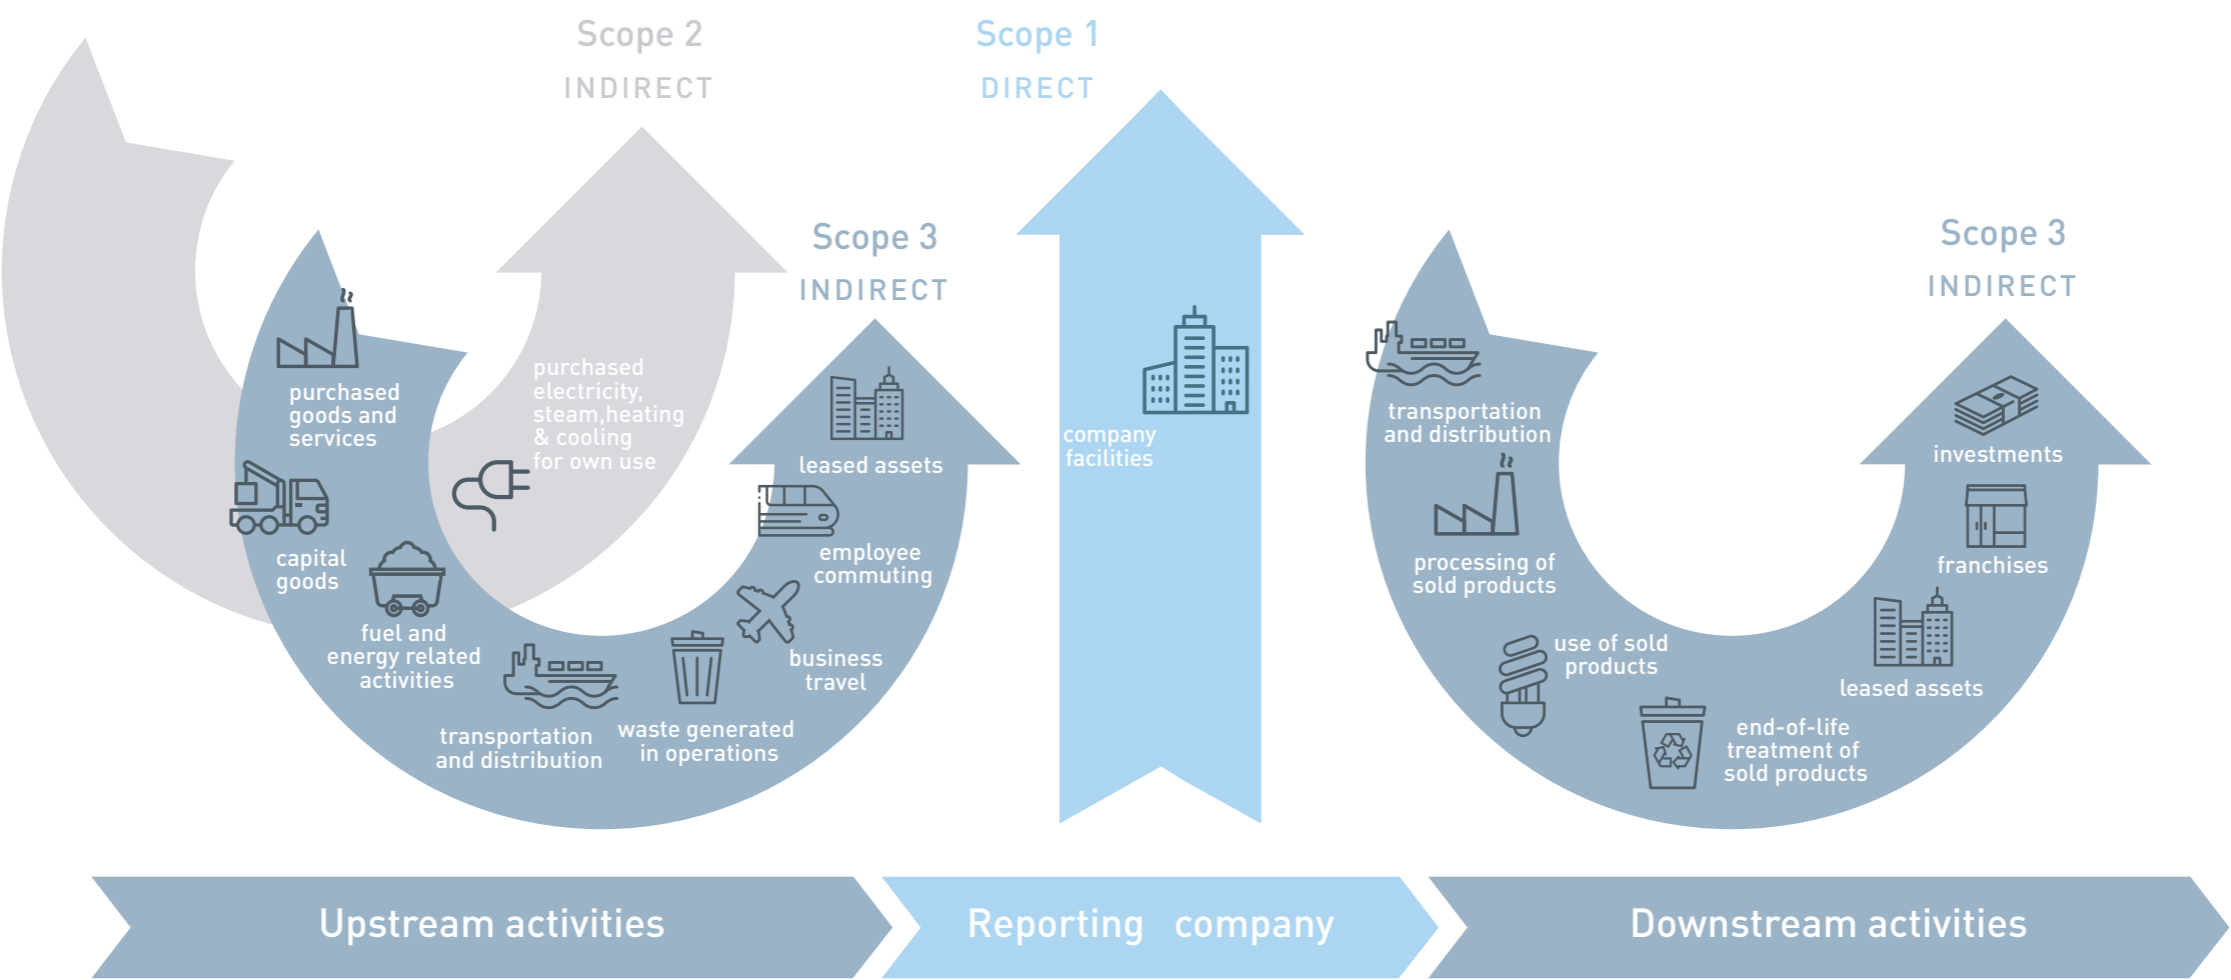 Scope 2
INDIRECT
Scope 1
DIRECT
Scope 3
INDIRECT
Scope 3
INDIRECT
purchased
goods and
services
capital
goods
fuel and
energy related
activities
transportation
and distribution
waste generated
in operations
business
travel
employee
commuting
leased assets
purchased
electricity,
steam,heating
& cooling
for own use
company
facilities
transportation
and distribution
processing of
sold products
use of sold
products
end-of-life
treatment of
sold products
leased assets
franchises
investments
Upstream activities
Reporting company
Downstream activities